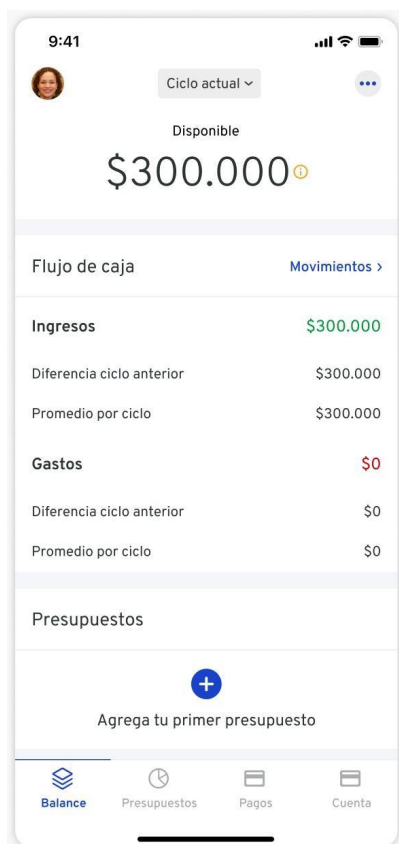 9:41
Ciclo actual
Disponible
$300.000
Flujo de caja Movimientos >
Ingresos $300.000
Diferencia ciclo anterior $300.000
Promedio por ciclo $300.000
Gastos $0
Diferencia ciclo anterior $0
Promedio por ciclo $0
Presupuestos
Agrega tu primer presupuesto
Balance Presupuestos Pagos Cuenta